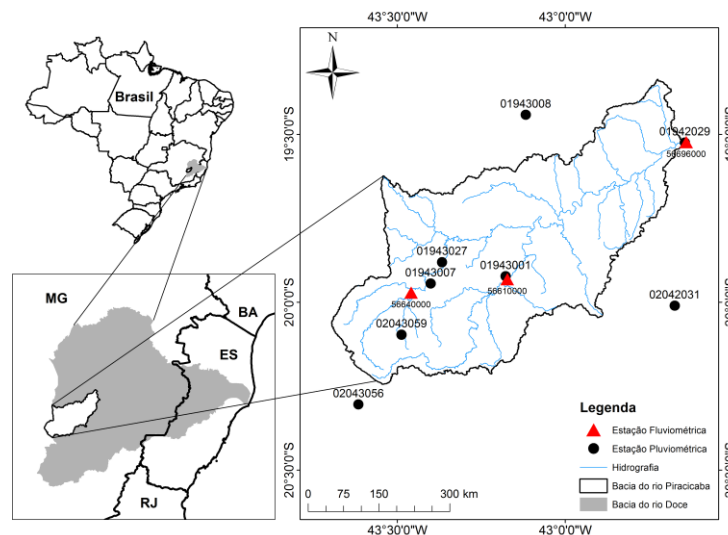 43°30'0"W 43°0'0"W
Brasil
01943008
19°30'0"S
01942029
56696000
01943027
01943007
01943001
56640000
56610000
20°0'0"S
02042031
02043059
02043056
20°30'0"S
MG
BA
ES
RJ
Legenda
Estação Fluviométrica
Estação Pluviométrica
Hidrografia
Bacia do rio Piracicaba
Bacia do rio Doce
0 75 150 300 km
43°30'0"W 43°0'0"W